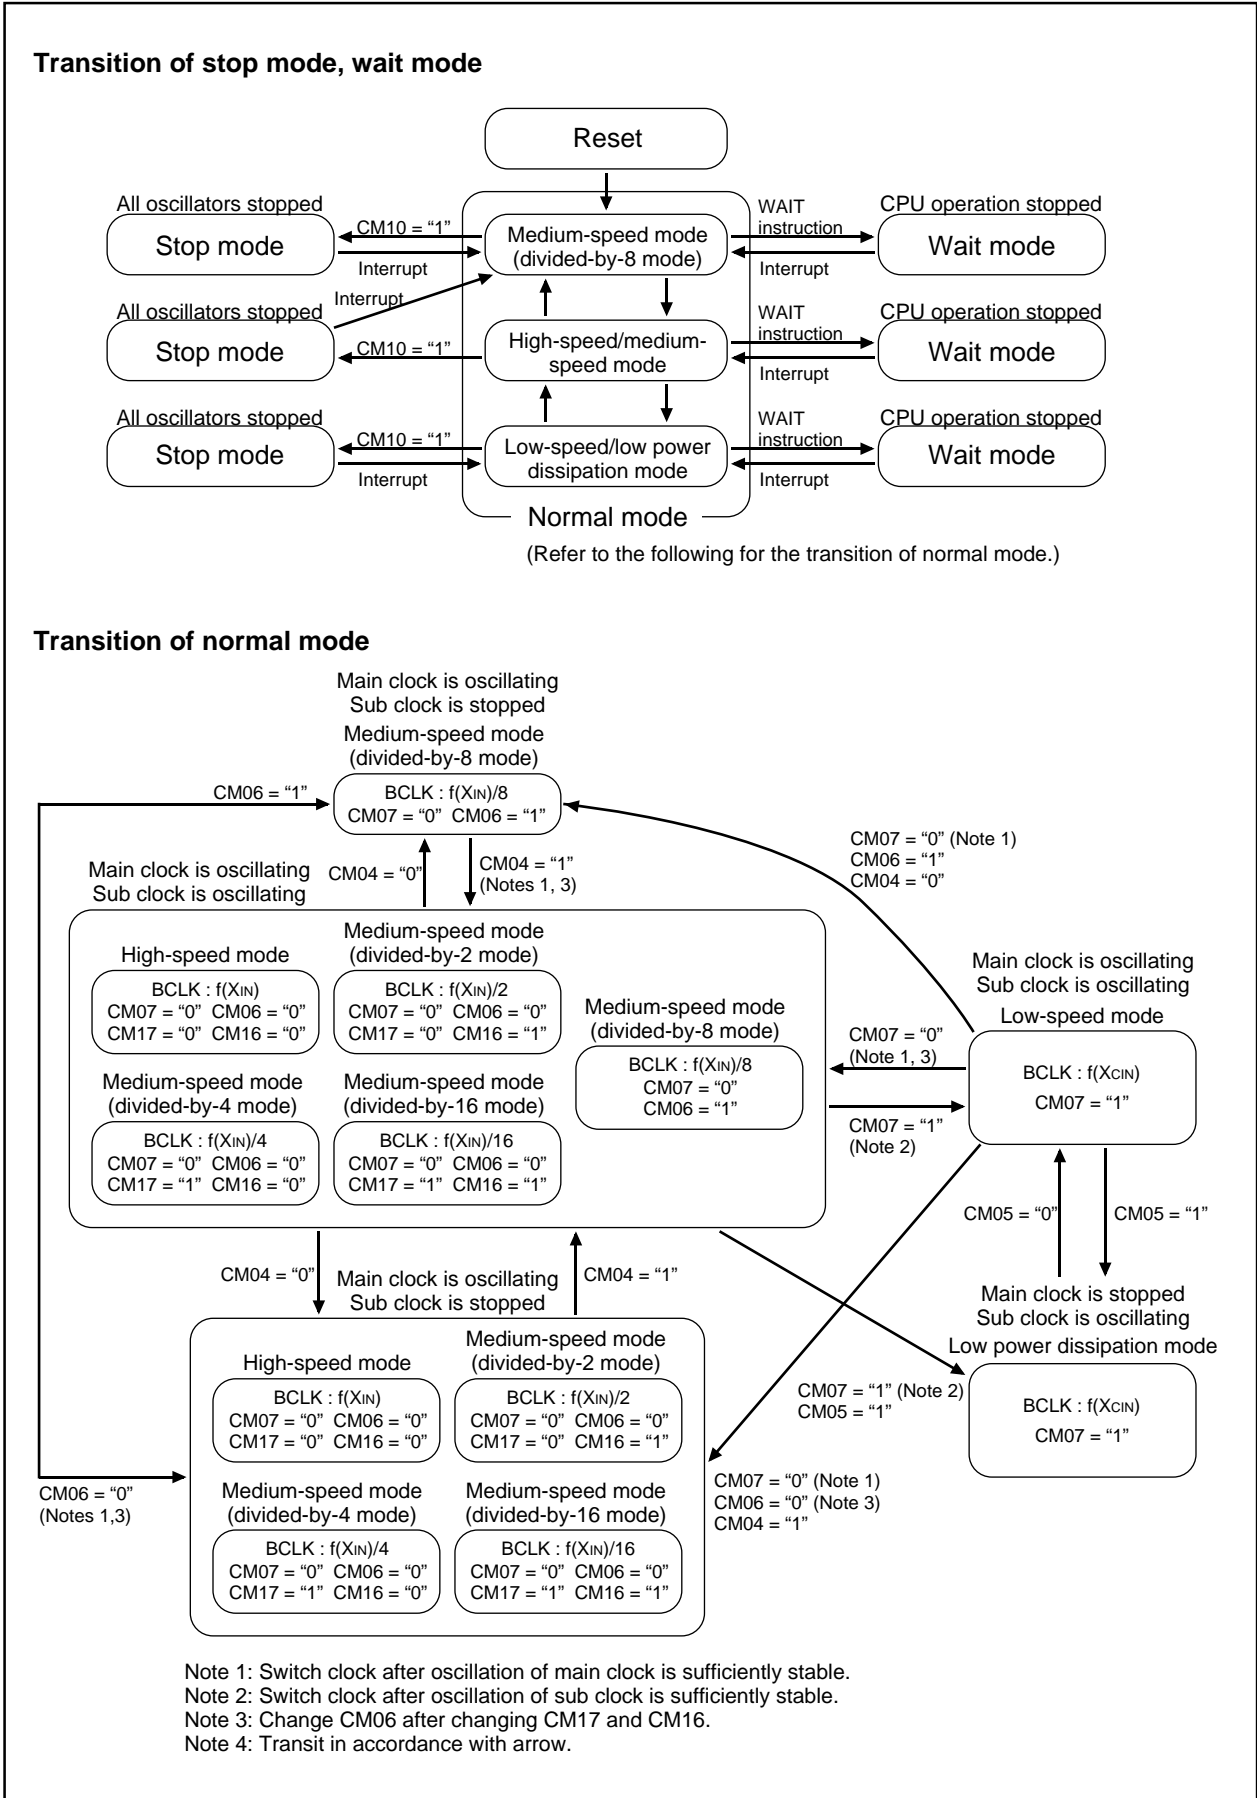 Transition of stop mode, wait mode
Reset
All oscillators stopped
Stop mode
CM10 = “1”
Interrupt
Medium-speed mode
(divided-by-8 mode)
WAIT
instruction
Interrupt
CPU operation stopped
Wait mode
All oscillators stopped
Stop mode
Interrupt
CM10 = “1”
High-speed/medium-
speed mode
WAIT
instruction
Interrupt
CPU operation stopped
Wait mode
All oscillators stopped
Stop mode
CM10 = “1”
Interrupt
Low-speed/low power
dissipation mode
WAIT
instruction
Interrupt
CPU operation stopped
Wait mode
Normal mode
(Refer to the following for the transition of normal mode.)
Transition of normal mode
Main clock is oscillating
Sub clock is stopped
Medium-speed mode
(divided-by-8 mode)
BCLK : f(XIN)/8
CM07 = “0” CM06 = “1”
CM06 = “1”
CM04 = “0”
CM04 = “1”
(Notes 1, 3)
CM07 = “0” (Note 1)
CM06 = “1”
CM04 = “0”
Main clock is oscillating
Sub clock is oscillating
High-speed mode
BCLK : f(XIN)
CM07 = “0” CM06 = “0”
CM17 = “0” CM16 = “0”
Medium-speed mode
(divided-by-2 mode)
BCLK : f(XIN)/2
CM07 = “0” CM06 = “0”
CM17 = “0” CM16 = “1”
Medium-speed mode
(divided-by-8 mode)
BCLK : f(XIN)/8
CM07 = “0”
CM06 = “1”
Medium-speed mode
(divided-by-4 mode)
BCLK : f(XIN)/4
CM07 = “0” CM06 = “0”
CM17 = “1” CM16 = “0”
Medium-speed mode
(divided-by-16 mode)
BCLK : f(XIN)/16
CM07 = “0” CM06 = “0”
CM17 = “1” CM16 = “1”
CM07 = “0”
(Note 1, 3)
CM07 = “1”
(Note 2)
Main clock is oscillating
Sub clock is oscillating
Low-speed mode
BCLK : f(XCIN)
CM07 = “1”
CM05 = “0”
CM05 = “1”
Main clock is stopped
Sub clock is oscillating
Low power dissipation mode
BCLK : f(XCIN)
CM07 = “1”
CM07 = “1” (Note 2)
CM05 = “1”
CM04 = “0”
Main clock is oscillating
Sub clock is stopped
CM04 = “1”
High-speed mode
BCLK : f(XIN)
CM07 = “0” CM06 = “0”
CM17 = “0” CM16 = “0”
Medium-speed mode
(divided-by-2 mode)
BCLK : f(XIN)/2
CM07 = “0” CM06 = “0”
CM17 = “0” CM16 = “1”
Medium-speed mode
(divided-by-4 mode)
BCLK : f(XIN)/4
CM07 = “0” CM06 = “0”
CM17 = “1” CM16 = “0”
Medium-speed mode
(divided-by-16 mode)
BCLK : f(XIN)/16
CM07 = “0” CM06 = “0”
CM17 = “1” CM16 = “1”
CM06 = “0”
(Notes 1,3)
CM07 = “0” (Note 1)
CM06 = “0” (Note 3)
CM04 = “1”
Note 1: Switch clock after oscillation of main clock is sufficiently stable.
Note 2: Switch clock after oscillation of sub clock is sufficiently stable.
Note 3: Change CM06 after changing CM17 and CM16.
Note 4: Transit in accordance with arrow.